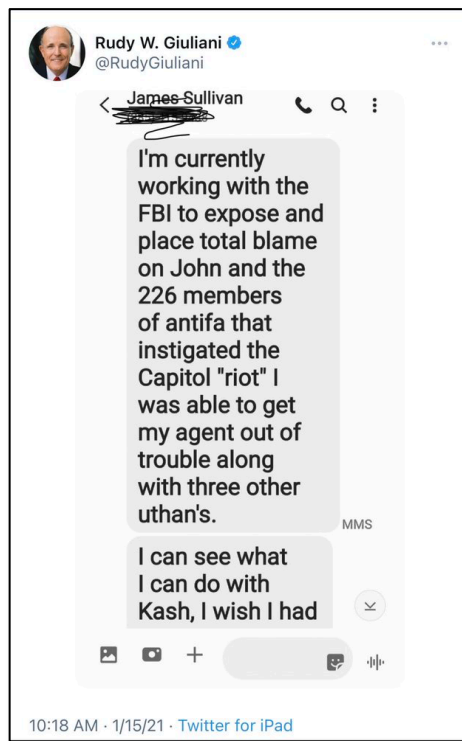 Rudy W. Giuliani
@RudyGiuliani
James Sullivan
I'm currently
working with the
FBI to expose and
place total blame
on John and the
226 members
of antifa that
instigated the
Capitol "riot" I
was able to get
my agent out of
trouble along
with three other
uthan's.
MMS
I can see what
I can do with
Kash, I wish I had
10:18 AM · 1/15/21 · Twitter for iPad